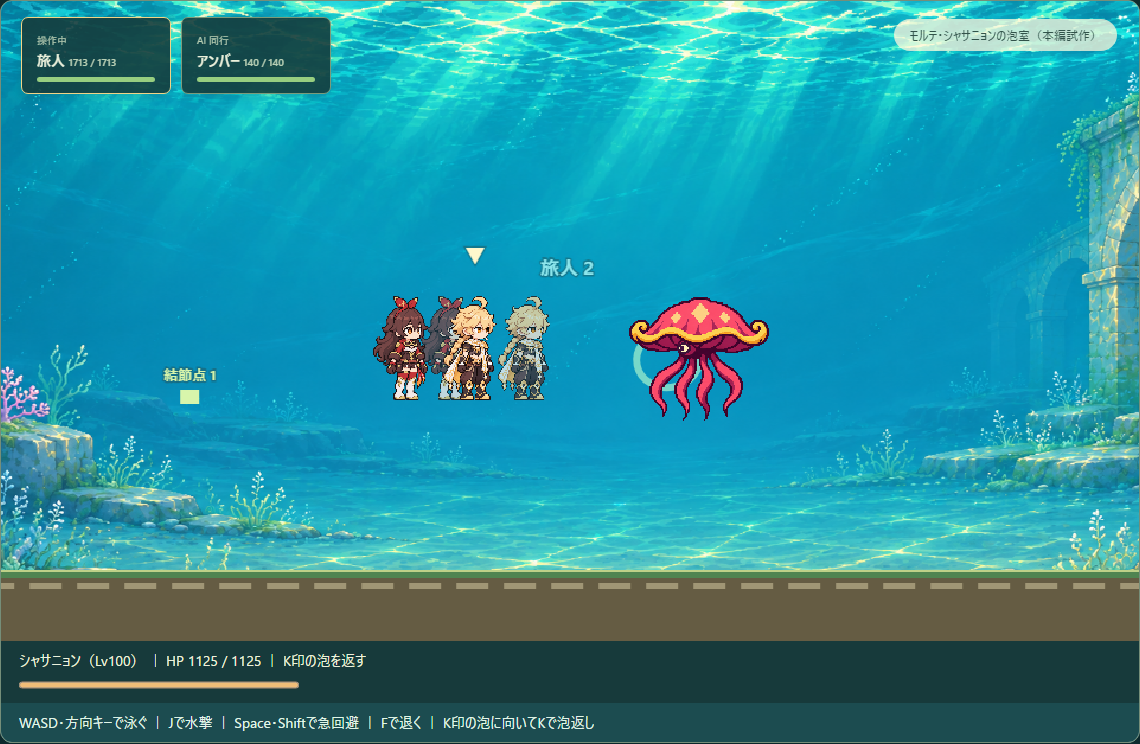 操作中
旅人 1713 / 1713
AI 同行
アンバー 140 / 140
モルテ・シャサニョンの泡室（本編試作）
旅人 2
結節点 1
シャサニョン（Lv100） | HP 1125 / 1125 | K印の泡を返す
WASD・方向キーで泳ぐ | Jで水撃 | Space・Shiftで急回避 | Fで退く | K印の泡に向いてKで泡返し